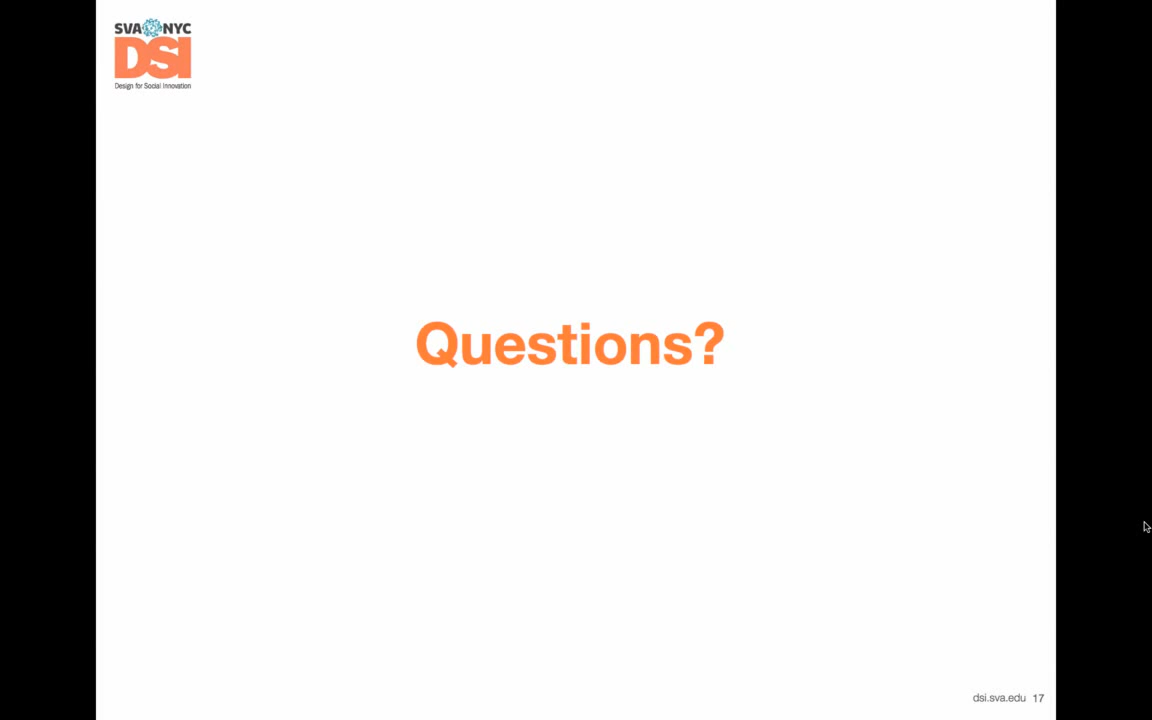 SVA NYC
DSI
Design for Social Innovation
Questions?
dsi.sva.edu 17